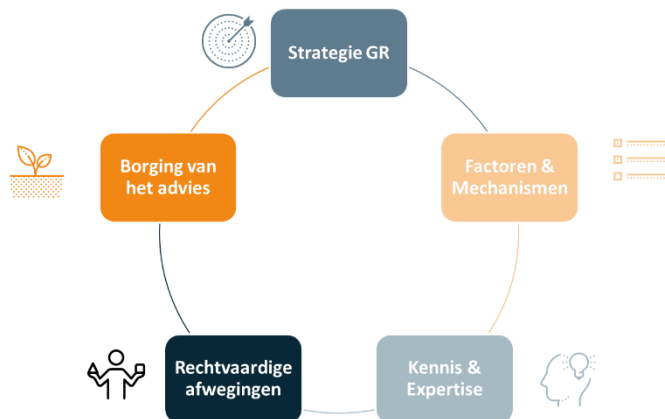 Strategie GR
Factoren &
Mechanismen
Kennis &
Expertise
Rechtvaardige
afwegingen
Borging van
het advies